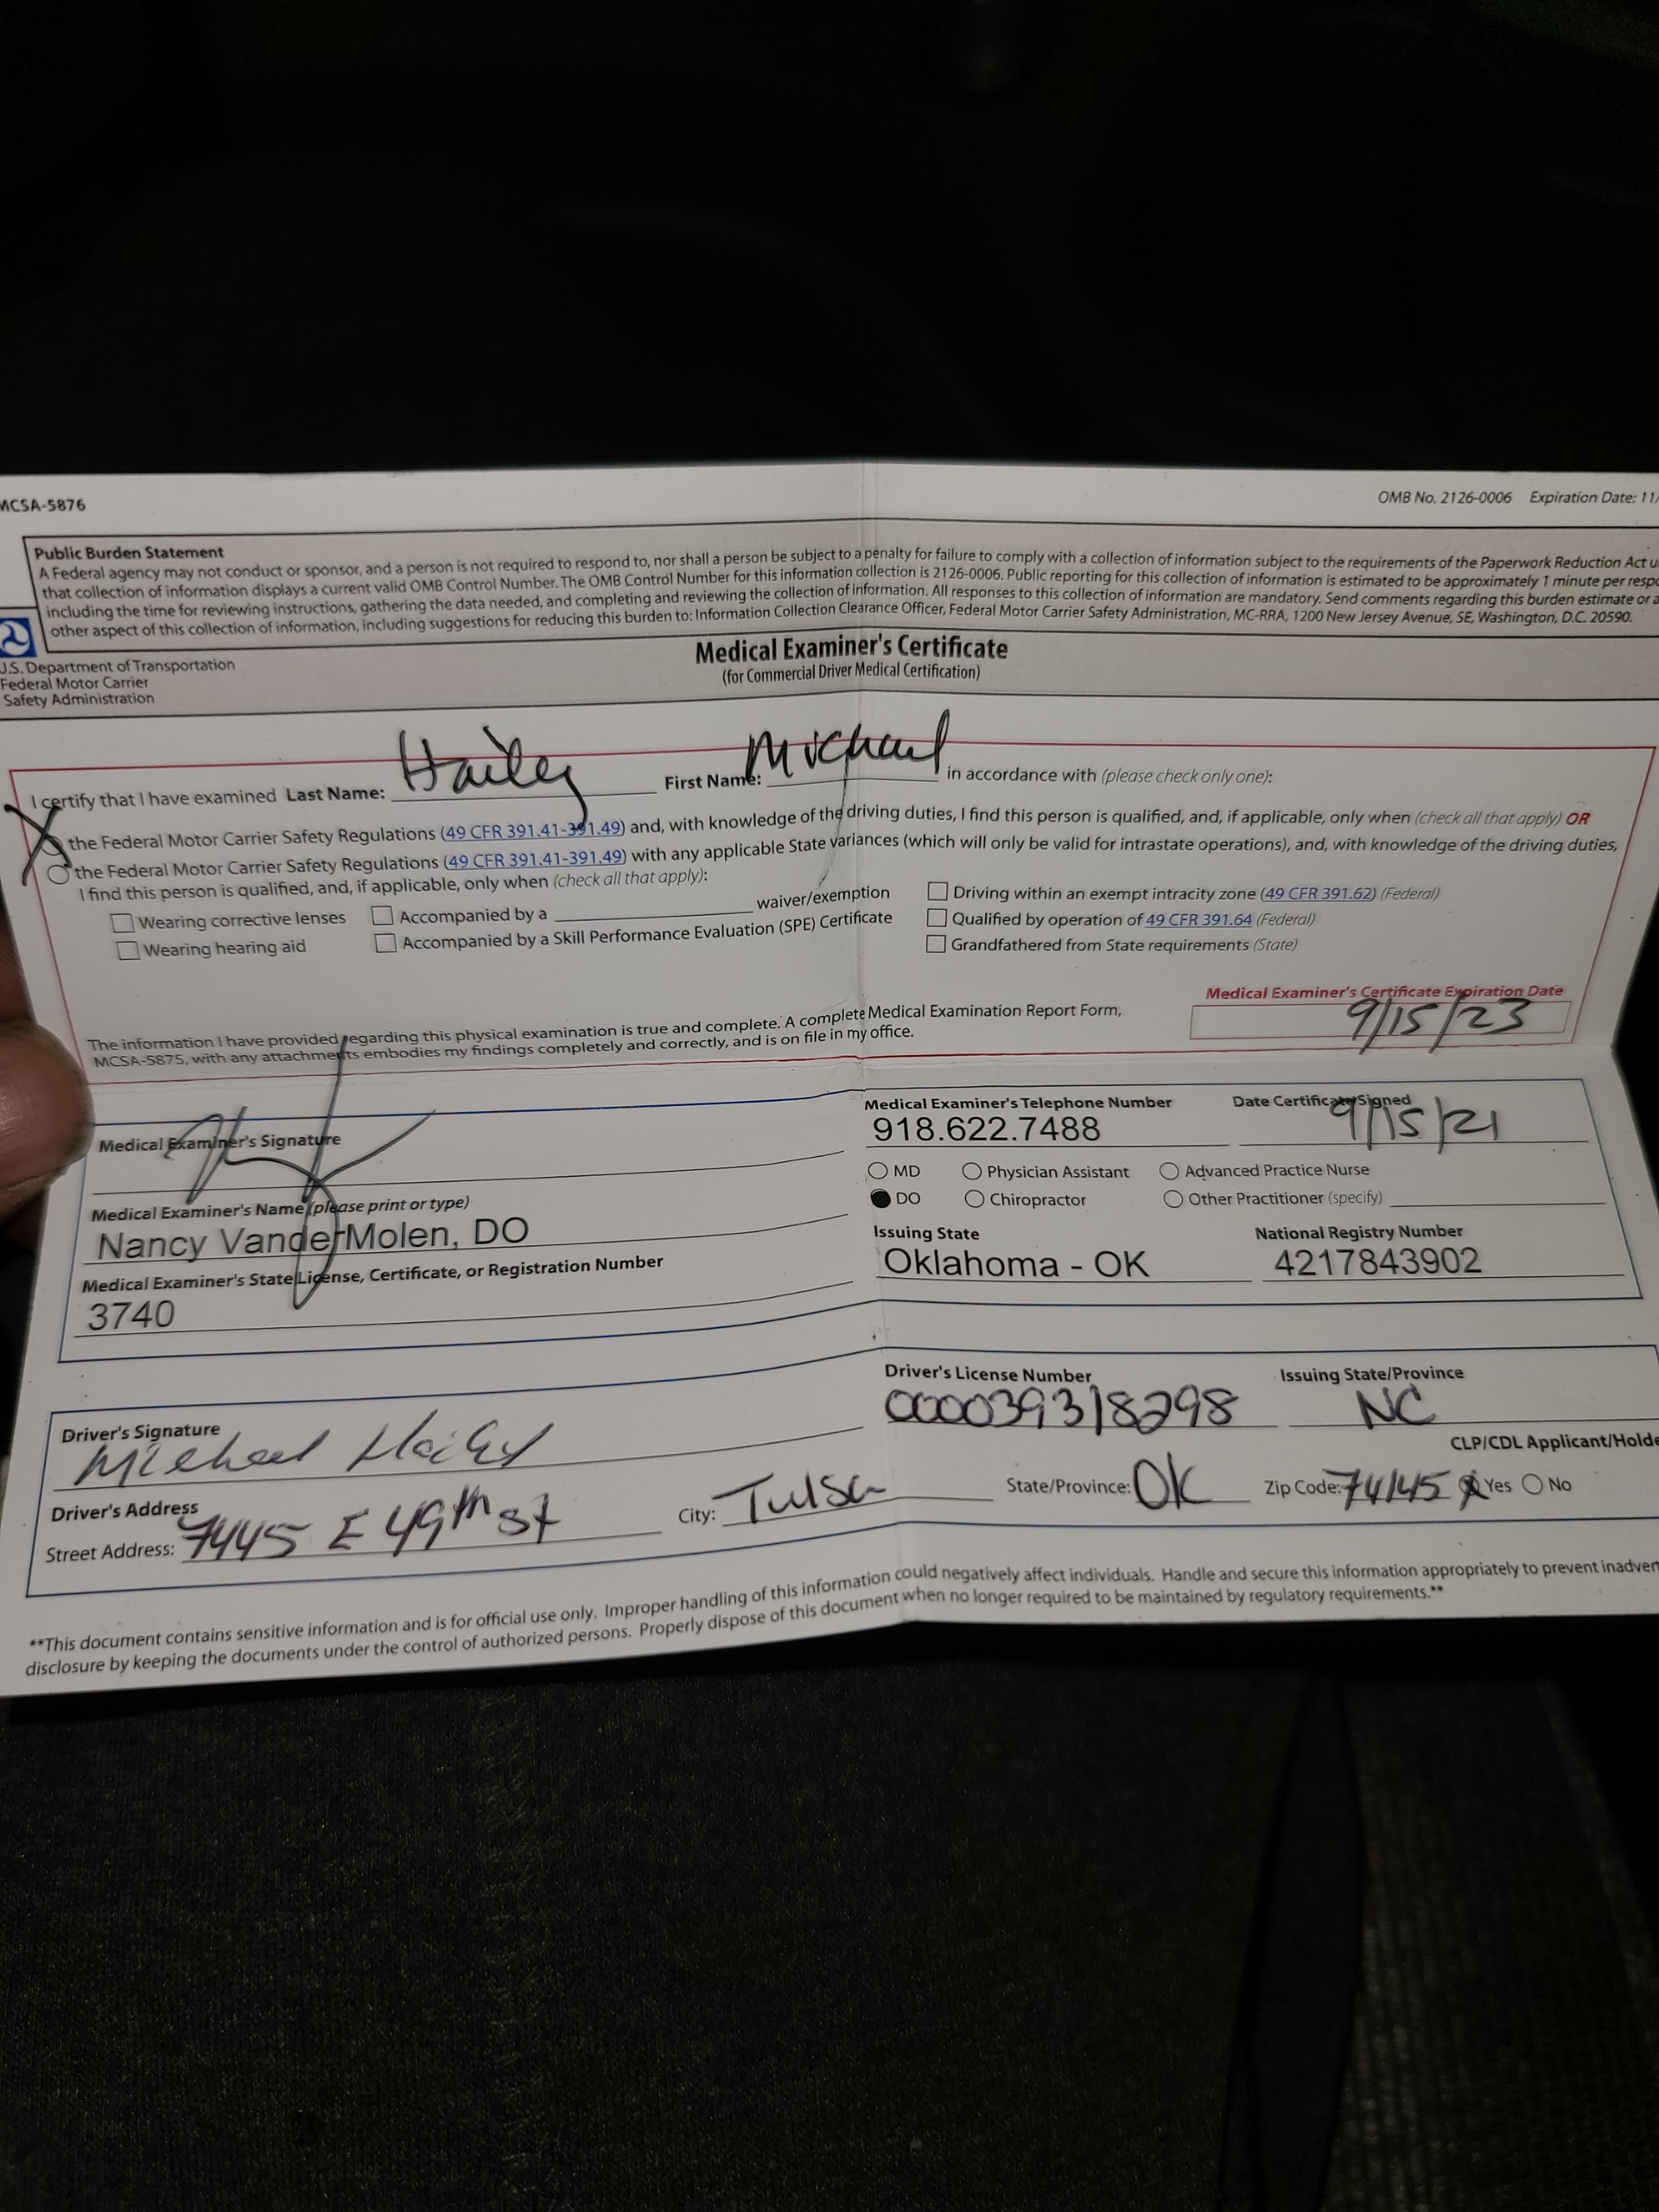 MCSA-5876 OMB No. 2126-0006 Expiration Date: 11/
Public Burden Statement
A Federal agency may not conduct or sponsor, and a person is not required to respond to, nor shall a person be subject to a penalty for failure to comply with a collection of information subject to the requirements of the Paperwork Reduction Act
that collection of information displays a current valid OMB Control Number. The OMB Control Number for this information collection is 2126-0006. Public reporting for this collection of information is estimated to be approximately 1 minute per
including the time for reviewing instructions, gathering the data needed, and completing and reviewing the collection of information. All responses to this collection of information are mandatory. Send comments regarding this burden estimate or
other aspect of this collection of information, including suggestions for reducing this burden to: Information Collection Clearance Officer, Federal Motor Carrier Safety Administration, MC-RRA, 1200 New Jersey Avenue, SE, Washington, D.C. 20590.
U.S. Department of Transportation
Federal Motor Carrier
Safety Administration
Medical Examiner's Certificate
(for Commercial Driver Medical Certification)
I certify that I have examined Last Name: Hailey First Name: Michael in accordance with (please check only one):
X the Federal Motor Carrier Safety Regulations (49 CFR 391.41-391.49) and, with knowledge of the driving duties, I find this person is qualified, and, if applicable, only when (check all that apply) OR
the Federal Motor Carrier Safety Regulations (49 CFR 391.41-391.49) with any applicable State variances (which will only be valid for intrastate operations), and, with knowledge of the driving duties,
I find this person is qualified, and, if applicable, only when (check all that apply):
Wearing corrective lenses Accompanied by a waiver/exemption Driving within an exempt intracity zone (49 CFR 391.62) (Federal)
Wearing hearing aid Accompanied by a Skill Performance Evaluation (SPE) Certificate Qualified by operation of 49 CFR 391.64 (Federal)
Grandfathered from State requirements (State)
The information I have provided regarding this physical examination is true and complete. A complete Medical Examination Report Form,
MCSA-5875, with any attachments embodies my findings completely and correctly, and is on file in my office.
Medical Examiner's Certificate Expiration Date
9/15/23
Medical Examiner's Signature
Medical Examiner's Telephone Number Date Certificate Signed
918.622.7488 9/15/21
MD Physician Assistant Advanced Practice Nurse
DO Chiropractor Other Practitioner (specify)
Medical Examiner's Name (please print or type)
Nancy VanderMolen, DO
Issuing State National Registry Number
Oklahoma - OK 4217843902
Medical Examiner's State License, Certificate, or Registration Number
3740
Driver's Signature
Michael Hailey
Driver's License Number Issuing State/Province
000039318298 NC
CLP/CDL Applicant/Holde
Driver's Address
Street Address: 7445 E 49th st City: Tulsa State/Province: OK Zip Code: 74145 X Yes No
**This document contains sensitive information and is for official use only. Improper handling of this information could negatively affect individuals. Handle and secure this information appropriately to prevent
disclosure by keeping the documents under the control of authorized persons. Properly dispose of this document when no longer required to be maintained by regulatory requirements.**